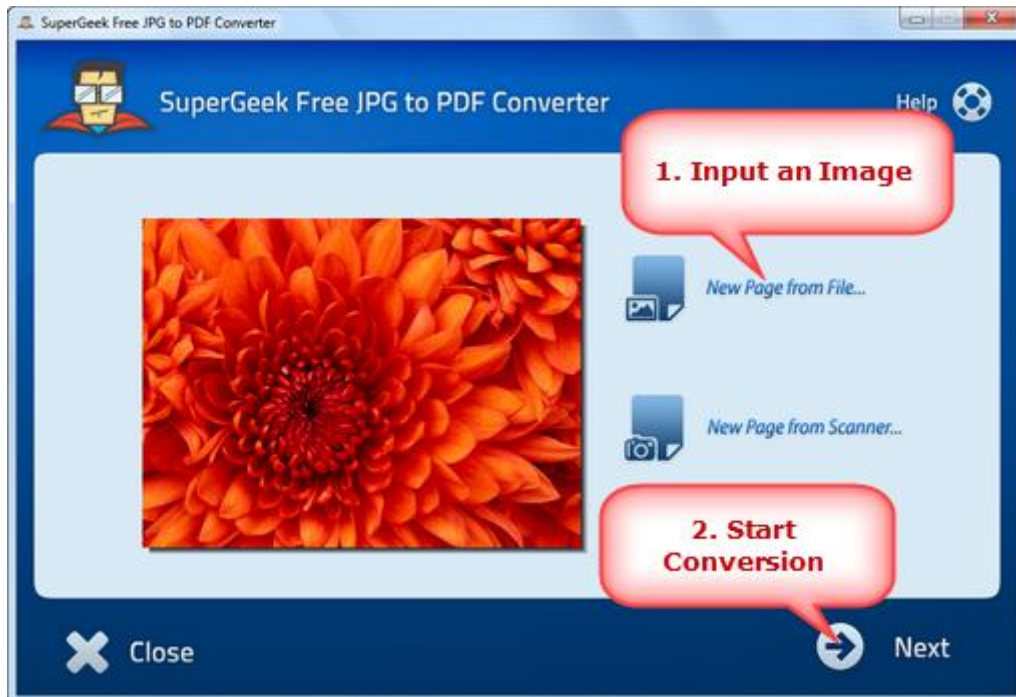 SuperGeek Free JPG to PDF Converter
SuperGeek Free JPG to PDF Converter
Help
1. Input an Image
New Page from File...
New Page from Scanner...
2. Start
Conversion
Close
Next